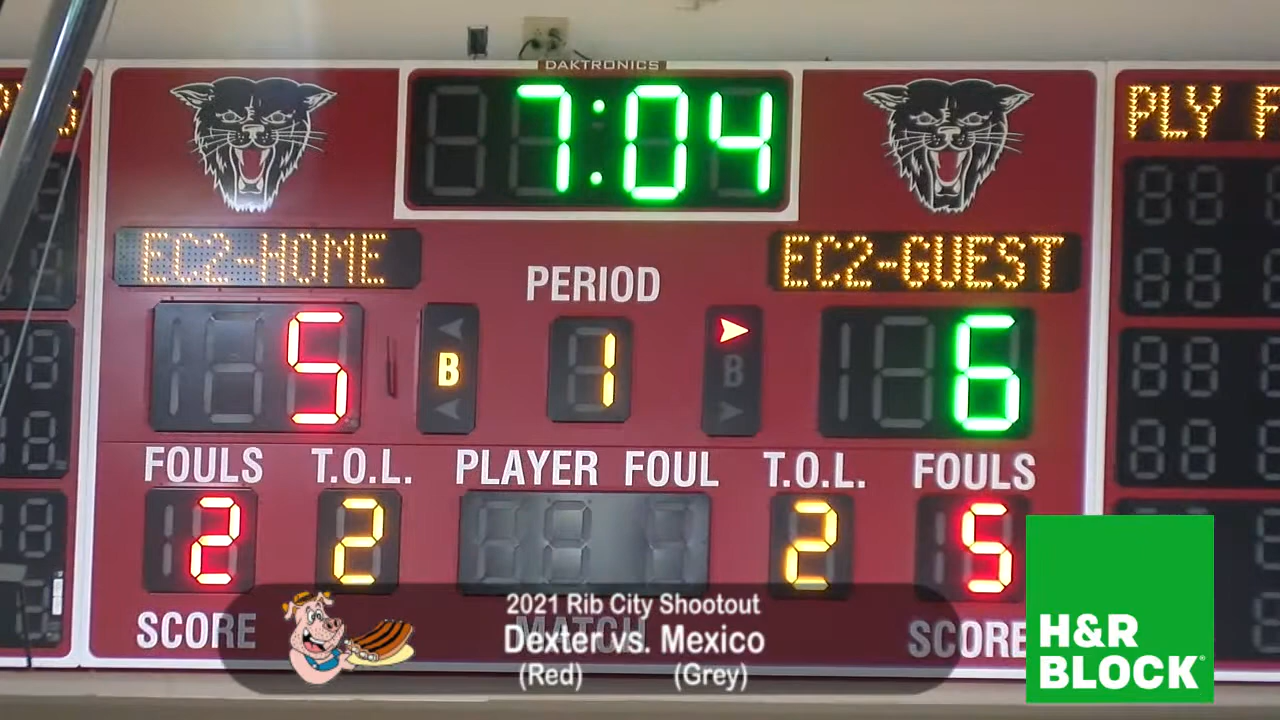 DAKTRONICS
7:04
PLY F
EC2-HOME
EC2-GUEST
PERIOD
5
B
1
B
6
FOULS T.O.L. PLAYER FOUL T.O.L. FOULS
2
2
2
5
SCORE
MATCH
SCORE
2021 Rib City Shootout
Dexter vs. Mexico
(Red) (Grey)
H&R
BLOCK®